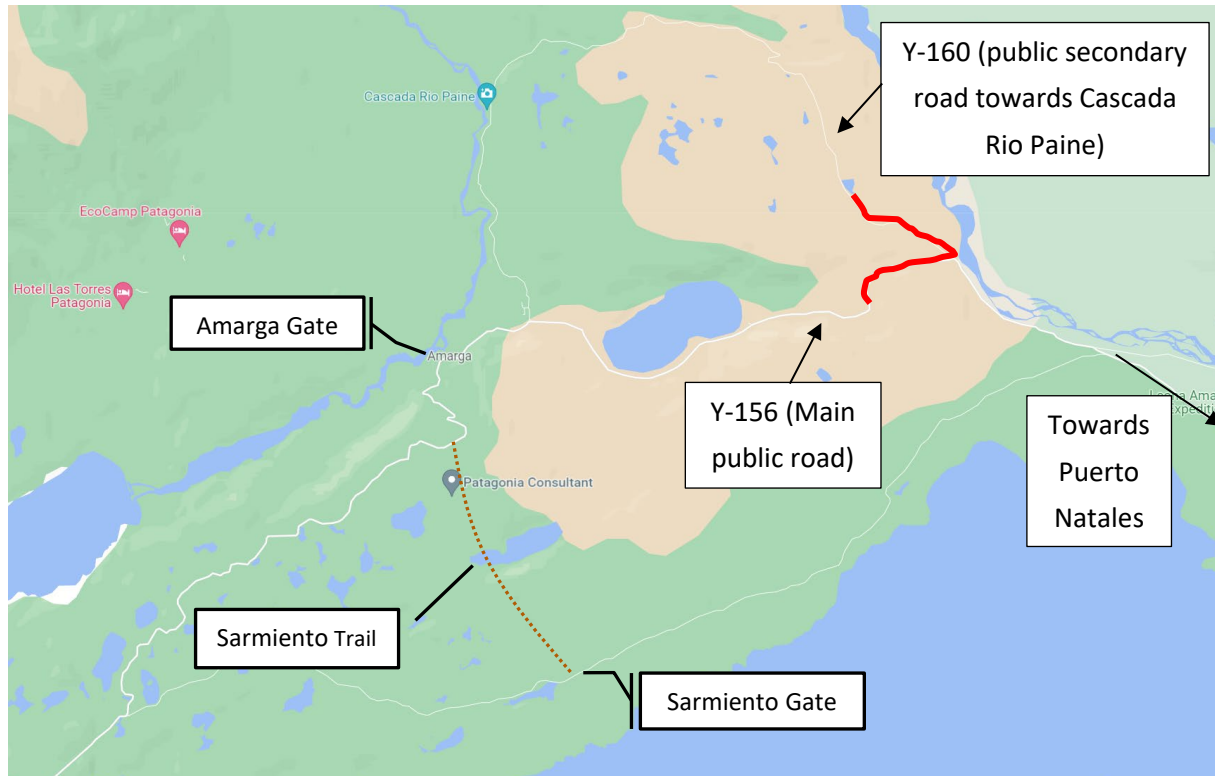 Y-160 (public secondary
road towards Cascada
Rio Paine)
Cascada Rio Paine
EcoCamp Patagonia
Hotel Las Torres
Patagonia
Amarga Gate
Amarga
Y-156 (Main
public road)
Towards
Puerto
Natales
Patagonia Consultant
Sarmiento Trail
Sarmiento Gate